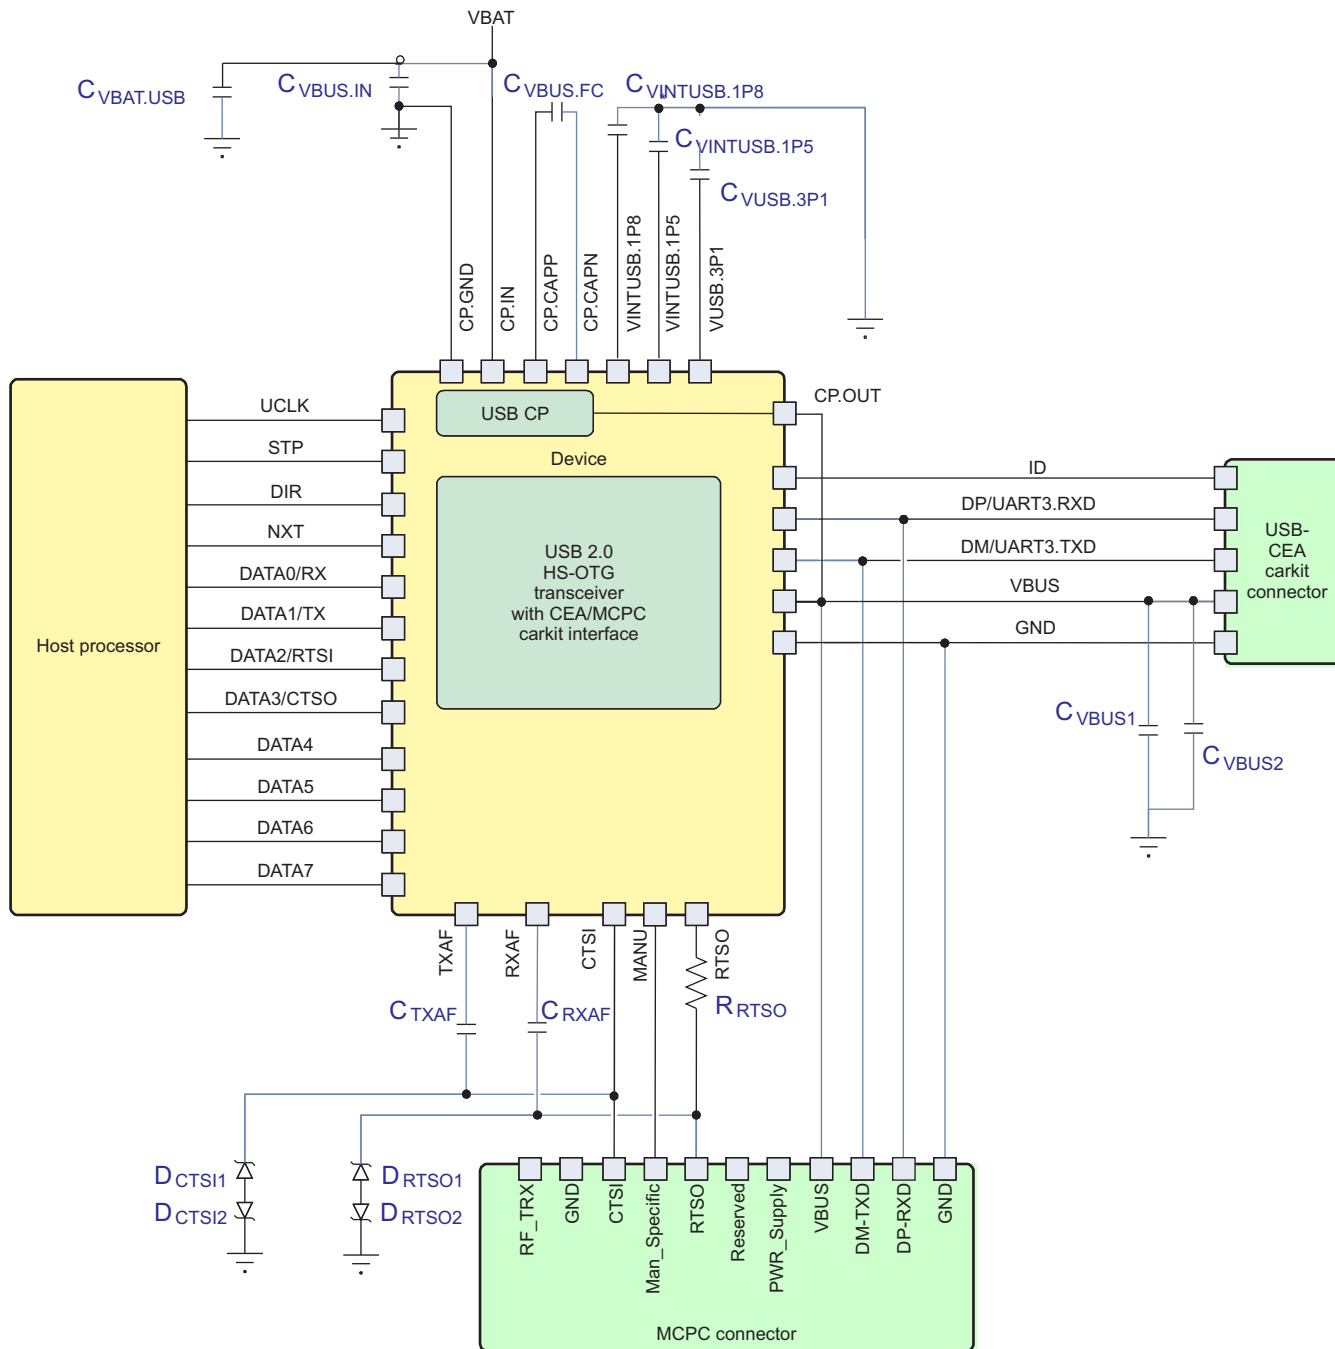 VBAT
CVBAT.USB
CVBUS.IN
CVBUS.FC
CVINTUSB.1P8
CVINTUSB.1P5
CVUSB.3P1
CP.GND
CP.IN
CP.CAPP
CP.CAPN
VINTUSB.1P8
VINTUSB.1P5
VUSB.3P1
USB CP
CP.OUT
Device
UCLK
STP
DIR
NXT
DATA0/RX
DATA1/TX
DATA2/RTSI
DATA3/CTSO
DATA4
DATA5
DATA6
DATA7
Host processor
USB 2.0
HS-OTG
transceiver
with CEA/MCPC
carkit interface
ID
DP/UART3.RXD
DM/UART3.TXD
VBUS
GND
USB-
CEA
carkit
connector
CVBUS1
CVBUS2
TXAF
RXAF
CTSI
MANU
RTSO
CTXAF
CRXAF
RRTSO
DCTSI1
DCTSI2
DRTSO1
DRTSO2
RF_TRX
GND
CTSI
Man_Specific
RTSO
Reserved
PWR_Supply
VBUS
DM-TXD
DP-RXD
GND
MCPC connector